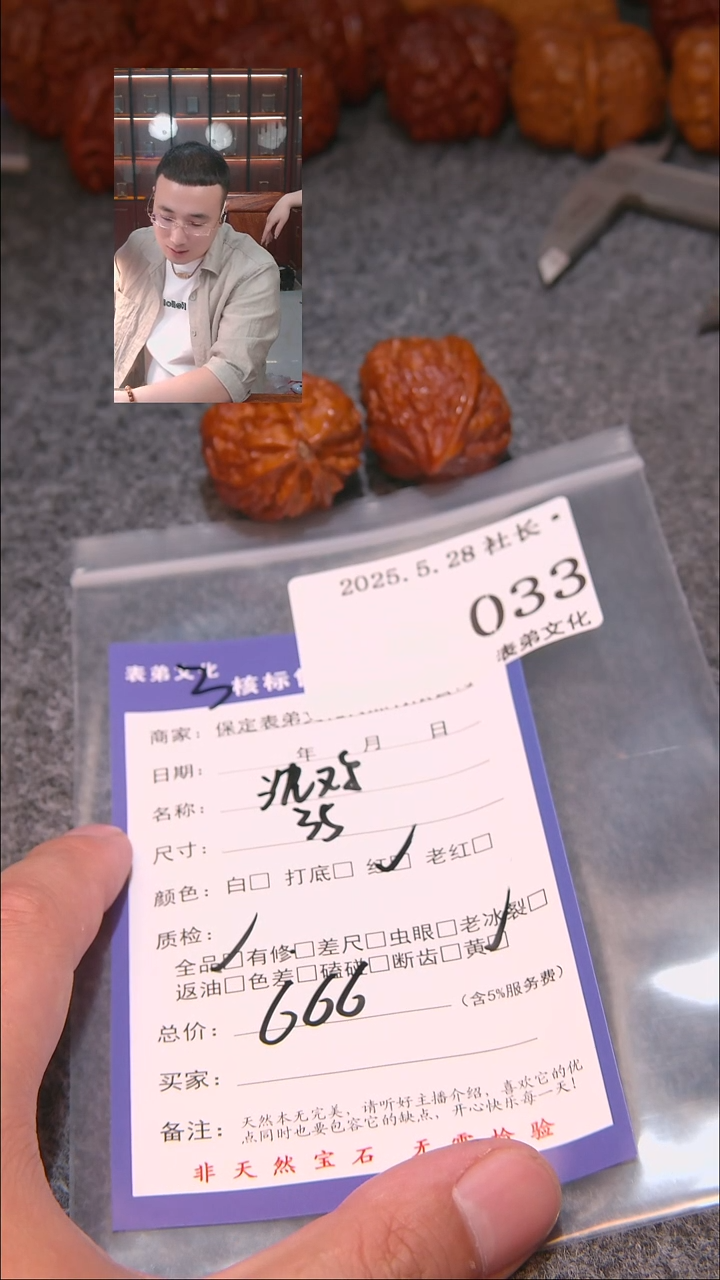 2025.5.28 社长·
033
表弟文化
表弟文化
3
核标
商家： 保定表弟
日期： 年 月 日
名称：
35
尺寸：
颜色： 白□ 打底□ 红☑ 老红□
质检：
全品☑有修□差尺□虫眼□老冰裂□
返油□色差□磕碰□断齿□黄☑
总价： 666 （含5%服务费）
买家：
备注： 天然木无完美，请听好主播介绍，喜欢它的优
点同时也要包容它的缺点，开心快乐每一天！
非天然宝石 无需检验